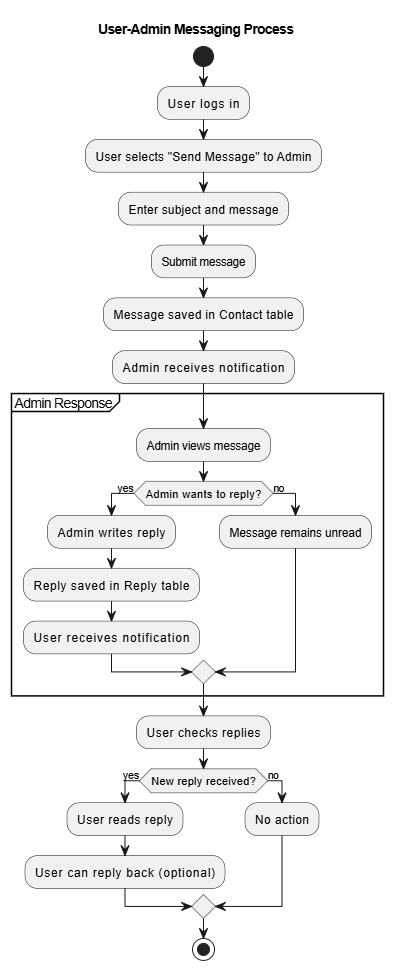 User-Admin Messaging Process
User logs in
User selects "Send Message" to Admin
Enter subject and message
Submit message
Message saved in Contact table
Admin receives notification
Admin Response
Admin views message
yes
Admin wants to reply?
no
Admin writes reply
Message remains unread
Reply saved in Reply table
User receives notification
User checks replies
yes
New reply received?
no
User reads reply
No action
User can reply back (optional)